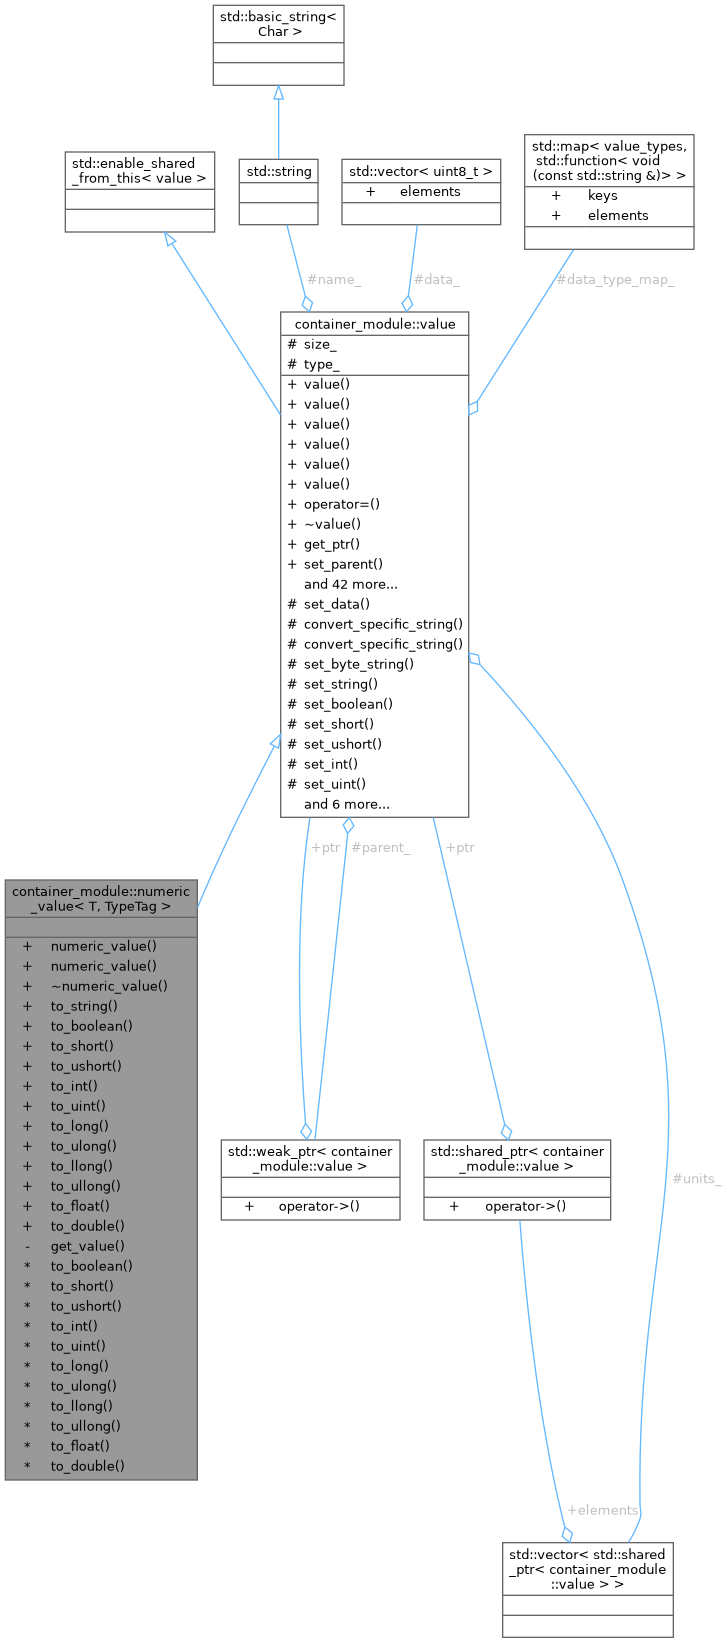 std::basic_string<
Char >
std::enable_shared
_from_this< value >
std::string
std::vector< uint8_t >
+ elements
std::map< value_types,
std::function< void
(const std::string &)> >
+ keys
+ elements
#name_
#data_
#data_type_map_
container_module::value
# size_
# type_
+ value()
+ value()
+ value()
+ value()
+ value()
+ value()
+ operator=()
+ ~value()
+ get_ptr()
+ set_parent()
and 42 more...
# set_data()
# convert_specific_string()
# convert_specific_string()
# set_byte_string()
# set_string()
# set_boolean()
# set_short()
# set_ushort()
# set_int()
# set_uint()
and 6 more...
+ptr
#parent_
+ptr
container_module::numeric
_value< T, TypeTag >
+ numeric_value()
+ numeric_value()
+ ~numeric_value()
+ to_string()
+ to_boolean()
+ to_short()
+ to_ushort()
+ to_int()
+ to_uint()
+ to_long()
+ to_ulong()
+ to_llong()
+ to_ullong()
+ to_float()
+ to_double()
- get_value()
* to_boolean()
* to_short()
* to_ushort()
* to_int()
* to_uint()
* to_long()
* to_ulong()
* to_llong()
* to_ullong()
* to_float()
* to_double()
std::weak_ptr< container
_module::value >
+ operator->()
std::shared_ptr< container
_module::value >
+ operator->()
#units_
+elements
std::vector< std::shared
_ptr< container_module
::value > >